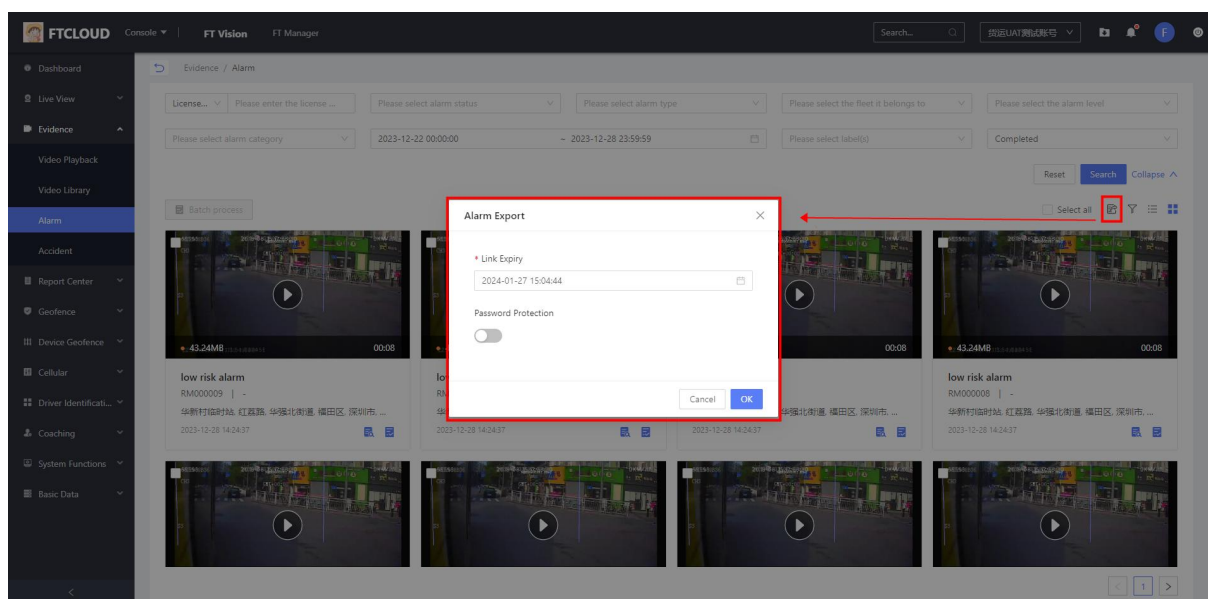 FTCLOUD Console FT Vision FT Manager Search... 货运UAT测试账号 F
Dashboard
Live View
Evidence
Video Playback
Video Library
Alarm
Accident
Report Center
Geofence
Device Geofence
Cellular
Driver Identificati...
Coaching
System Functions
Basic Data
Evidence / Alarm
License... Please enter the license ... Please select alarm status Please select alarm type Please select the fleet it belongs to Please select the alarm level
Please select alarm category 2023-12-22 00:00:00 ~ 2023-12-28 23:59:59 Please select label(s) Completed
Reset Search Collapse
Batch process Select all
Alarm Export
* Link Expiry
2024-01-27 15:04:44
Password Protection
Cancel OK
43.24MB 00:08 00:08 43.24MB 00:08
low risk alarm lo low risk alarm
RM000009 | - RM RM000008 | -
华新村临时站, 红荔路, 华强北街道, 福田区, 深圳市, ... 华强北街道, 福田区, 深圳市, ... 华新村临时站, 红荔路, 华强北街道, 福田区, 深圳市, ...
2023-12-28 14:24:37 2023-12-28 14:24:37 2023-12-28 14:24:37 2023-12-28 14:24:37
1